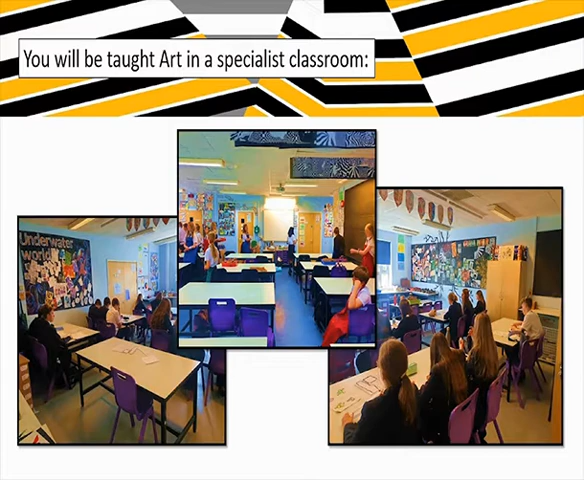 You will be taught Art in a specialist classroom:
Underwater
world